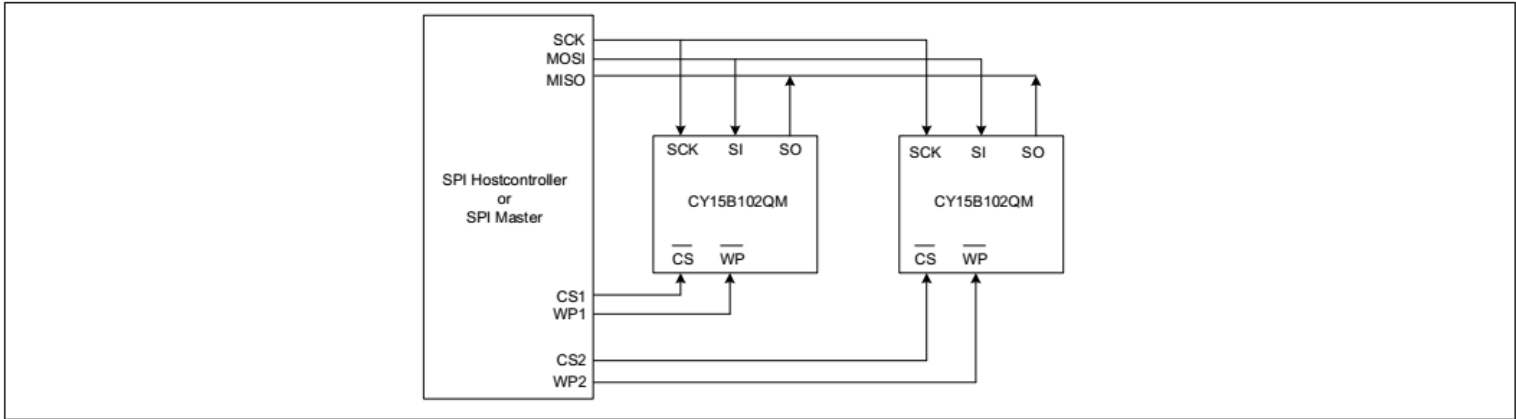 SCK
MOSI
MISO
SCK SI SO
SCK SI SO
SPI Hostcontroller
or
SPI Master
CY15B102QM
CY15B102QM
CS WP
CS WP
CS1
WP1
CS2
WP2